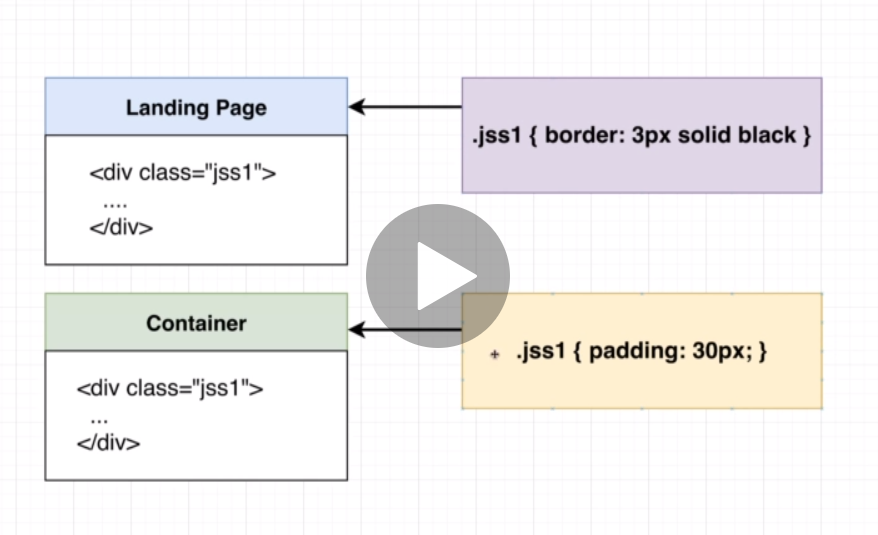 Landing Page
.jss1 { border: 3px solid black }
<div class="jss1">
....
</div>
Container
.jss1 { padding: 30px; }
<div class="jss1">
...
</div>